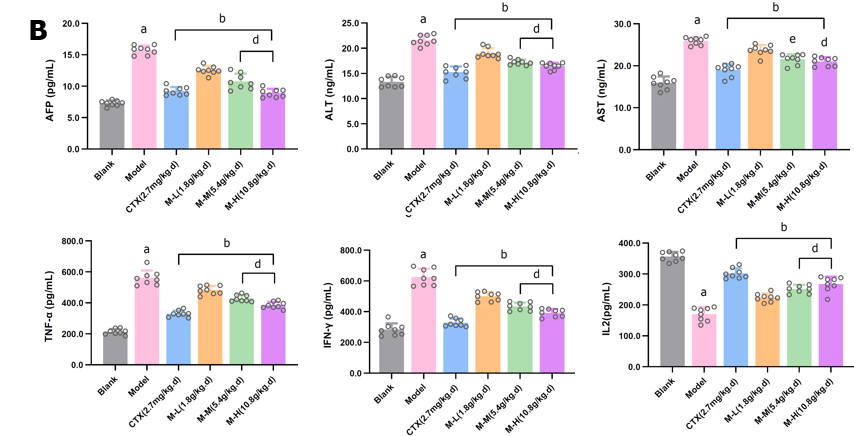 B
AFP (pg/mL)
20.0
15.0
10.0
5.0
0.0
a
b
d
Blank
Model
CTX(2.7mg/kg.d)
M-L(1.8g/kg.d)
M-M(5.4g/kg.d)
M-H(10.8g/kg.d)
ALT (ng/mL)
25.0
20.0
15.0
10.0
5.0
0.0
a
b
d
Blank
Model
CTX(2.7mg/kg.d)
M-L(1.8g/kg.d)
M-M(5.4g/kg.d)
M-H(10.8g/kg.d)
AST (ng/mL)
30.0
20.0
10.0
0.0
a
b
e
d
Blank
Model
CTX(2.7mg/kg.d)
M-L(1.8g/kg.d)
M-M(5.4g/kg.d)
M-H(10.8g/kg.d)
TNF-α (pg/mL)
800.0
600.0
400.0
200.0
0.0
a
b
d
Blank
Model
CTX(2.7mg/kg.d)
M-L(1.8g/kg.d)
M-M(5.4g/kg.d)
M-H(10.8g/kg.d)
IFN-γ (pg/mL)
800.0
600.0
400.0
200.0
0.0
a
b
d
Blank
Model
CTX(2.7mg/kg.d)
M-L(1.8g/kg.d)
M-M(5.4g/kg.d)
M-H(10.8g/kg.d)
IL2(pg/mL)
400.0
300.0
200.0
100.0
0.0
a
b
d
Blank
Model
CTX(2.7mg/kg.d)
M-L(1.8g/kg.d)
M-M(5.4g/kg.d)
M-H(10.8g/kg.d)